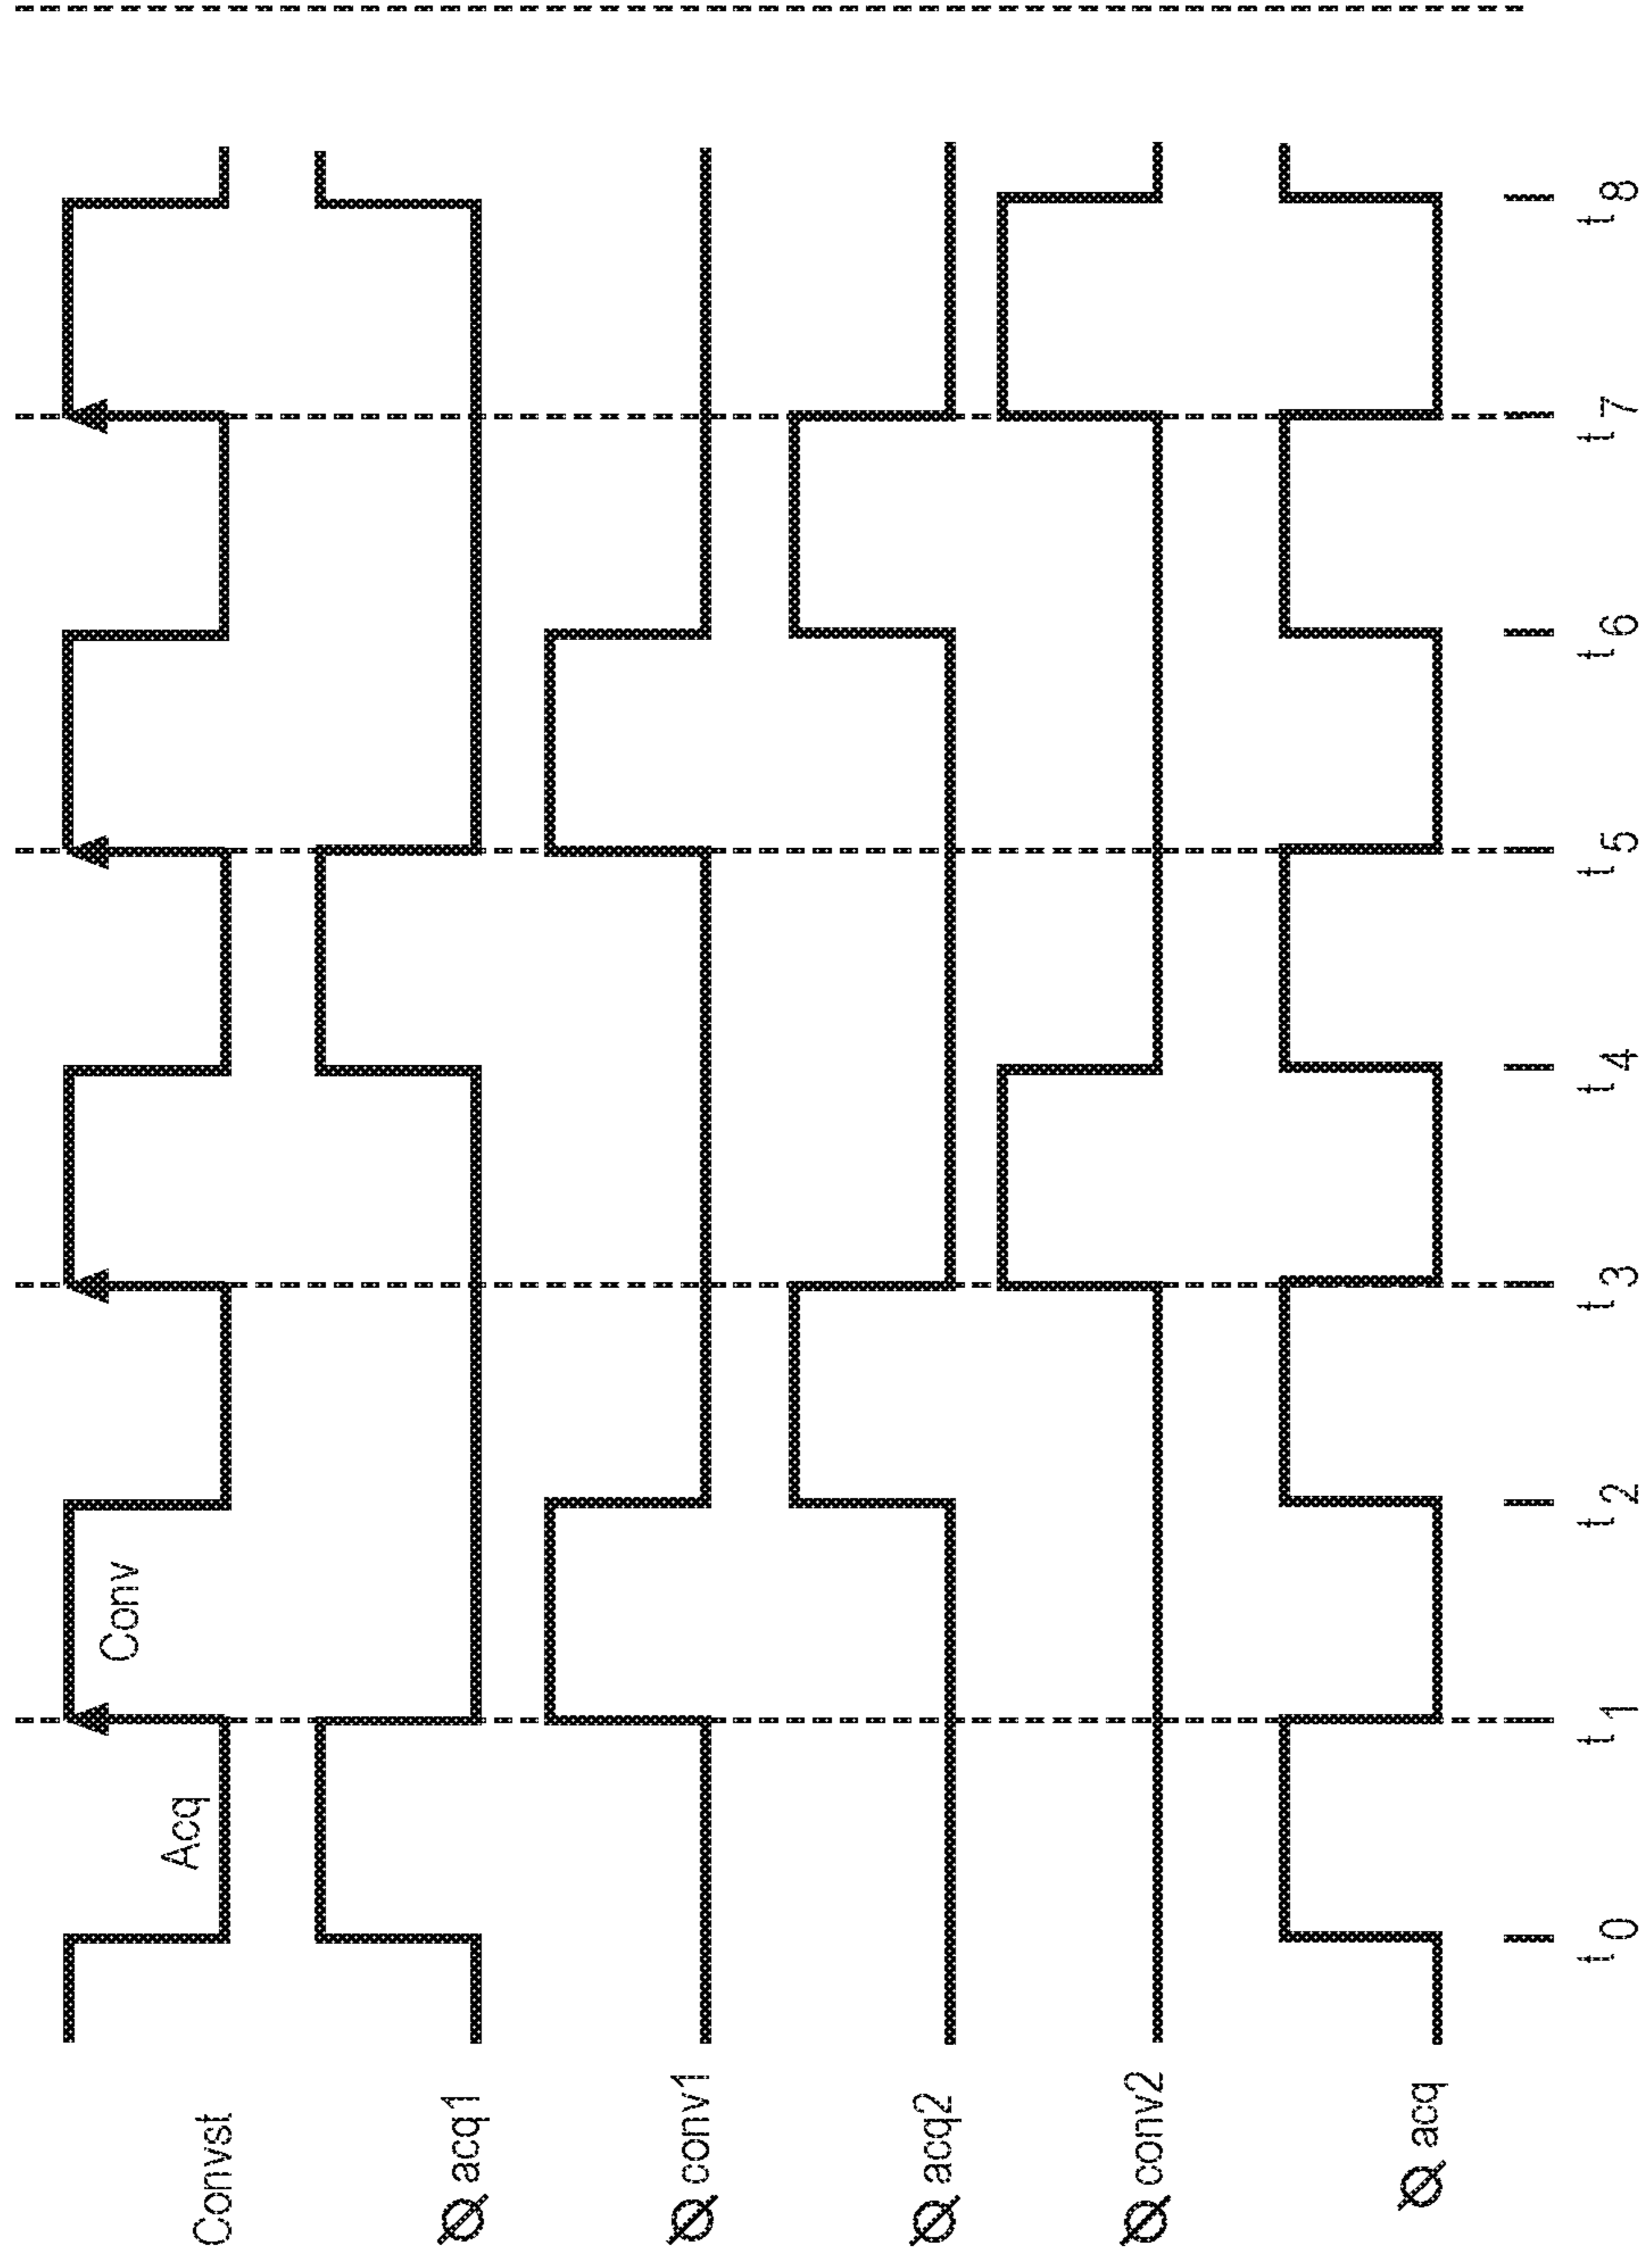 Convst
Acq
Conv
Ø acq1
Ø conv1
Ø acq2
Ø conv2
Ø acq
t0 t1 t2 t3 t4 t5 t6 t7 t8